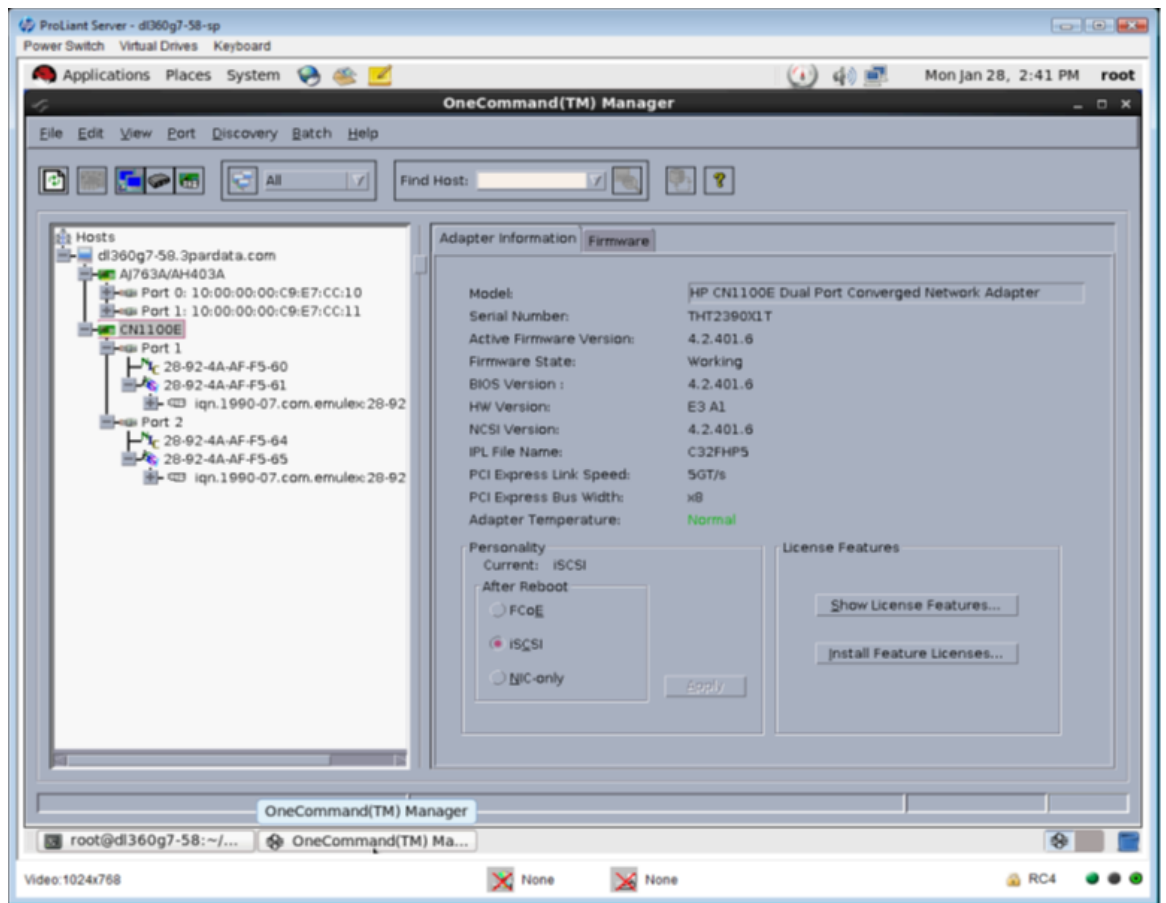 ProLiant Server - dl360g7-58-sp
Power Switch Virtual Drives Keyboard
Applications Places System
Mon Jan 28, 2:41 PM root
OneCommand(TM) Manager
File Edit View Port Discovery Batch Help
All
Find Host:
Hosts
dl360g7-58.3pardata.com
AJ763A/AH403A
Port 0: 10:00:00:00:C9:E7:CC:10
Port 1: 10:00:00:00:C9:E7:CC:11
CN1100E
Port 1
28-92-4A-AF-F5-60
28-92-4A-AF-F5-61
iqn.1990-07.com.emulex:28-92
Port 2
28-92-4A-AF-F5-64
28-92-4A-AF-F5-65
iqn.1990-07.com.emulex:28-92
Adapter Information Firmware
Model: HP CN1100E Dual Port Converged Network Adapter
Serial Number: THT2390X1T
Active Firmware Version: 4.2.401.6
Firmware State: Working
BIOS Version : 4.2.401.6
HW Version: E3 A1
NCSI Version: 4.2.401.6
IPL File Name: C32FHP5
PCI Express Link Speed: 5GT/s
PCI Express Bus Width: x8
Adapter Temperature: Normal
Personality
Current: iSCSI
After Reboot
FCoE
iSCSI
NIC-only
Apply
License Features
Show License Features...
Install Feature Licenses...
OneCommand(TM) Manager
root@dl360g7-58:~/... OneCommand(TM) Ma...
Video:1024x768 None None RC4